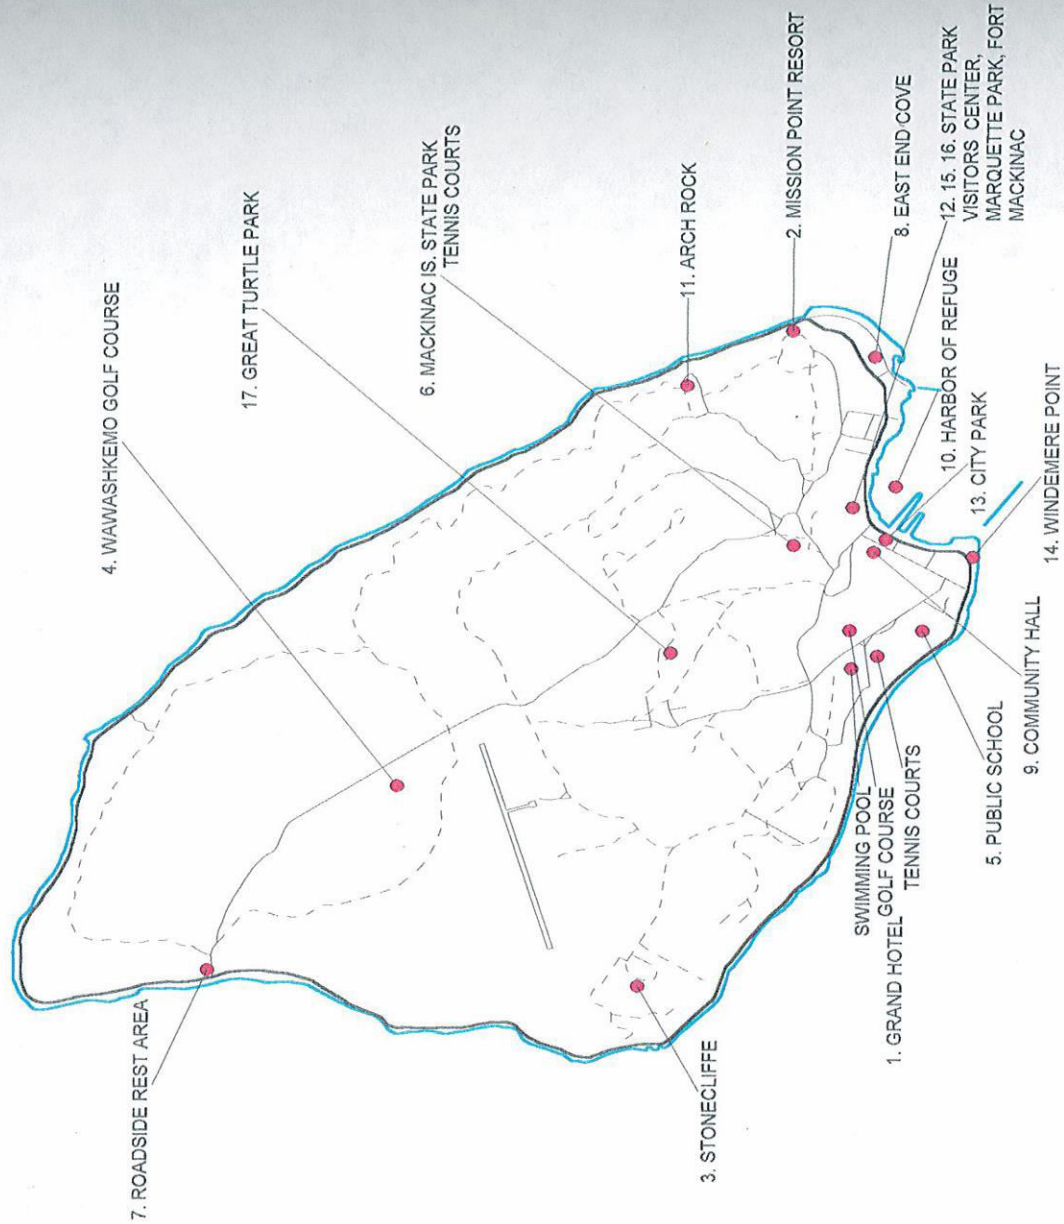 7. ROADSIDE REST AREA
4. WAWASHKEMO GOLF COURSE
17. GREAT TURTLE PARK
6. MACKINAC IS. STATE PARK
TENNIS COURTS
11. ARCH ROCK
2. MISSION POINT RESORT
8. EAST END COVE
12. 15. 16. STATE PARK
VISITORS CENTER,
MARQUETTE PARK, FORT
MACKINAC
10. HARBOR OF REFUGE
13. CITY PARK
14. WINDEMERE POINT
9. COMMUNITY HALL
5. PUBLIC SCHOOL
SWIMMING POOL
1. GRAND HOTEL GOLF COURSE
TENNIS COURTS
3. STONECLIFFE